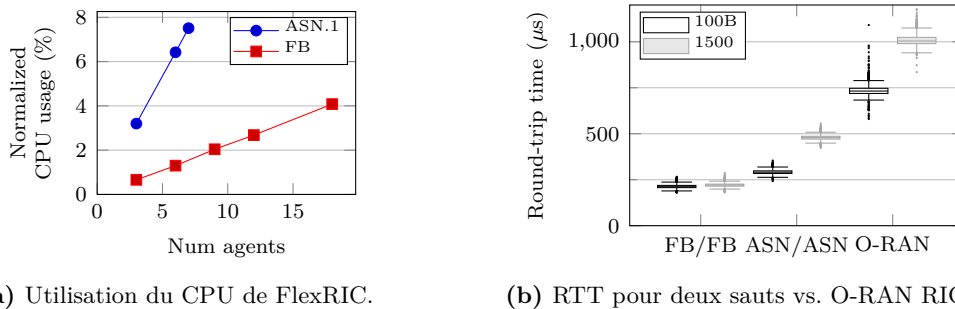 Normalized
CPU usage (%)
8
6
4
2
0
0
5
10
15
Num agents
ASN.1
FB
Round-trip time (μs)
1,000
500
0
100B
1500
FB/FB
ASN/ASN
O-RAN
) Utilisation du CPU de FlexRIC.
(b) RTT pour deux sauts vs. O-RAN RIC